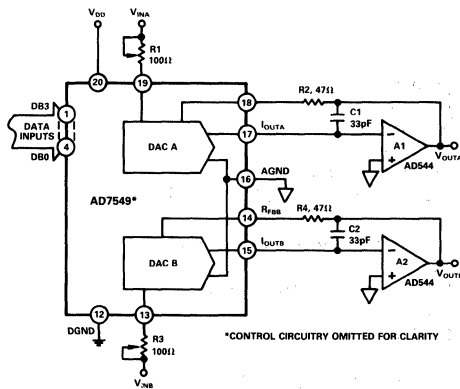 VDD
VINA
R1
100Ω
20
19
DB3
1
DATA
INPUTS
4
DB0
DAC A
AD7549*
DAC B
18
17
16
14
15
12
13
R2, 47Ω
C1
33pF
IOUTA
A1
VOUTA
AD544
AGND
RFBB
R4, 47Ω
C2
33pF
IOUTB
A2
VOUTB
AD544
DGND
R3
100Ω
VINB
*CONTROL CIRCUITRY OMITTED FOR CLARITY